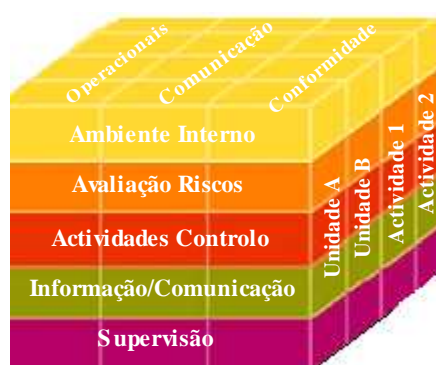 Operacionais
Comunicação
Conformidade
Ambiente Interno
Avaliação Riscos
Actividades Controlo
Informação/Comunicação
Supervisão
Unidade A
Unidade B
Actividade 1
Actividade 2